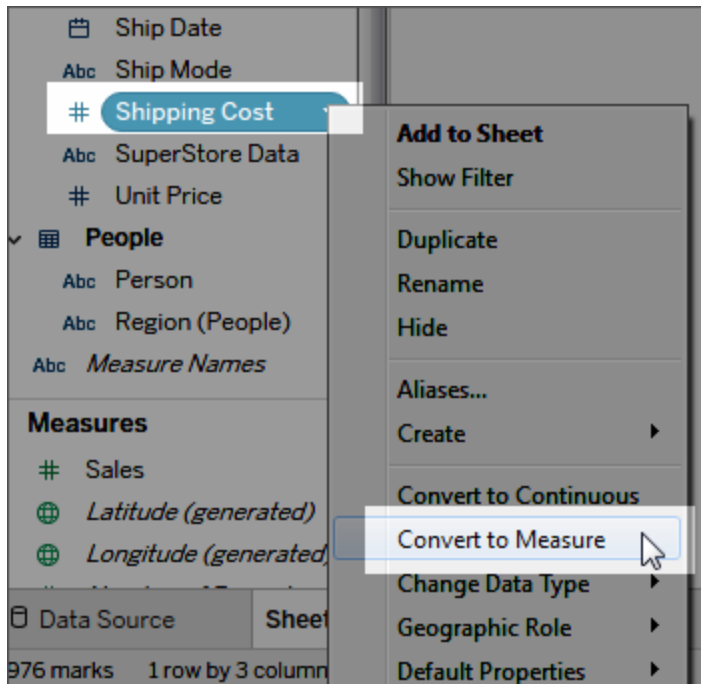 Ship Date
Abc Ship Mode
# Shipping Cost
Abc SuperStore Data
# Unit Price
People
Abc Person
Abc Region (People)
Abc Measure Names
Measures
# Sales
Latitude (generated)
Longitude (generated)
Data Source Sheet
976 marks 1 row by 3 column
Add to Sheet
Show Filter
Duplicate
Rename
Hide
Aliases...
Create
Convert to Continuous
Convert to Measure
Change Data Type
Geographic Role
Default Properties